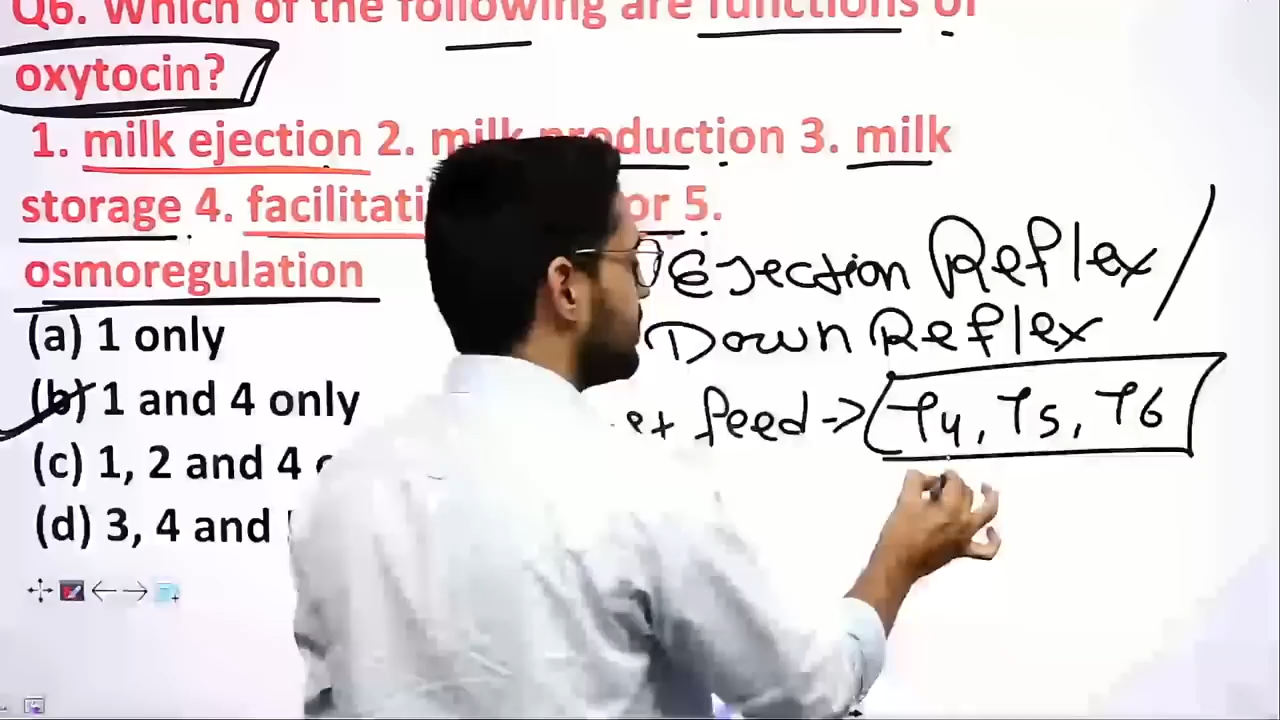 Q6. Which of the following are functions of
oxytocin?
1. milk ejection 2. milk production 3. milk
storage 4. or 5.
osmoregulation
(a) 1 only
(b) 1 and 4 only
(c) 1, 2 and 4
(d) 3, 4 and
Ejection Reflex /
Down Reflex
feed -> T4, T5, T6